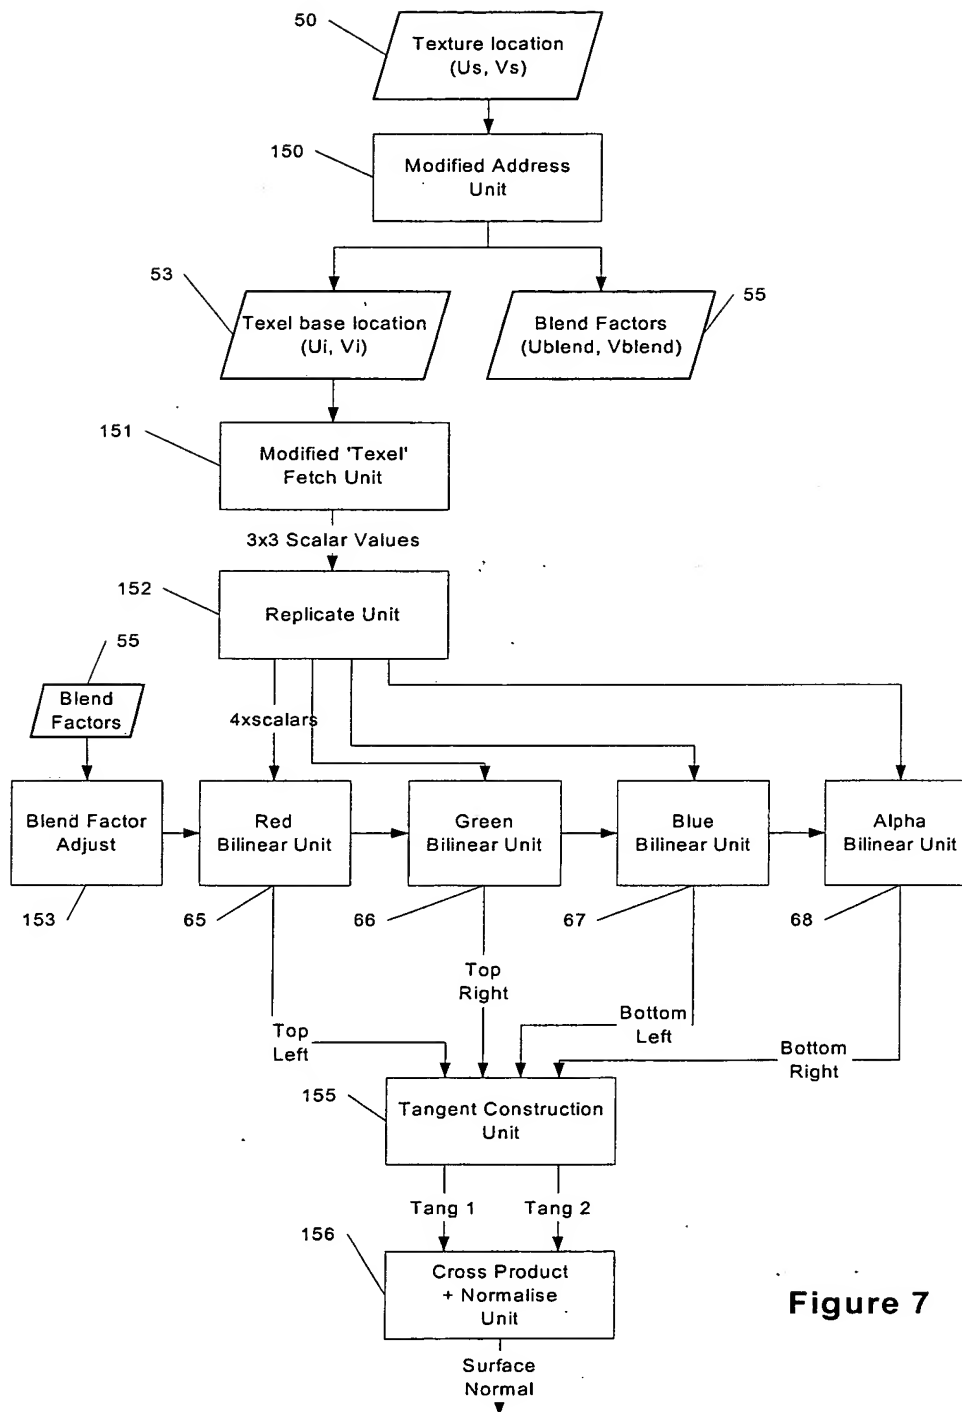 50
Texture location
(Us, Vs)
150
Modified Address
Unit
53
Texel base location
(Ui, Vi)
Blend Factors
(Ublend, Vblend)
55
151
Modified 'Texel'
Fetch Unit
3x3 Scalar Values
152
Replicate Unit
55
Blend
Factors
4xscalars
Blend Factor
Adjust
Red
Bilinear Unit
Green
Bilinear Unit
Blue
Bilinear Unit
Alpha
Bilinear Unit
153
65
66
67
68
Top
Left
Top
Right
Bottom
Left
Bottom
Right
155
Tangent Construction
Unit
Tang 1
Tang 2
156
Cross Product
+ Normalise
Unit
Surface
Normal
Figure 7